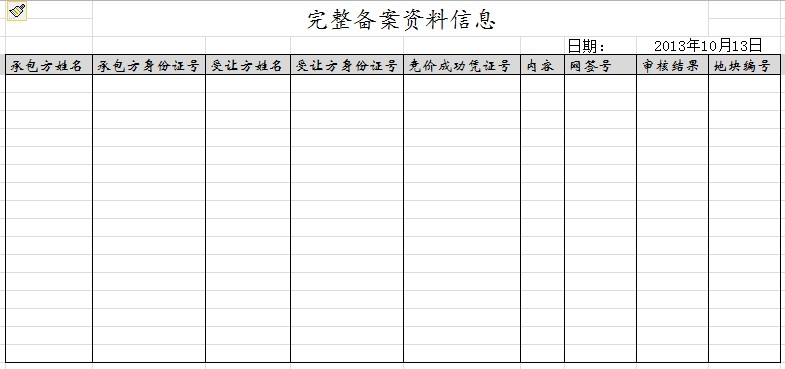 完整备案资料信息
日期： 2013年10月13日
承包方姓名 承包方身份证号 受让方姓名 受让方身份证号 竞价成功凭证号 内容 网签号 审核结果 地块编号